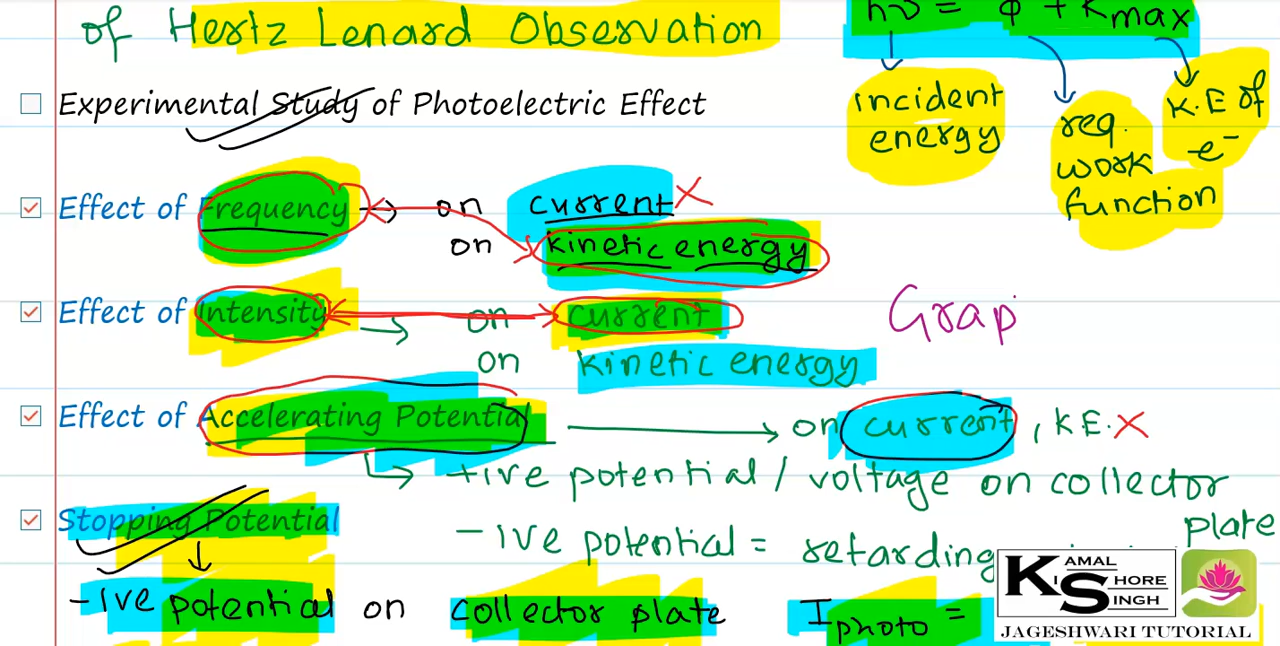 of Hertz Lenard Observation
hν = φ + Kmax
incident energy
req. work function
K.E of e⁻
Experimental Study of Photoelectric Effect
Effect of Frequency → on current ×
on kinetic energy
Effect of Intensity → on current
on kinetic energy
Grap
Effect of Accelerating Potential → on current, K.E. ×
↳ +ive potential / voltage on collector plate
Stopping Potential
-ive potential = retarding
-ive potential on collector plate Iphoto =
KAMAL
KISHORE
SINGH
JAGESHWARI TUTORIAL